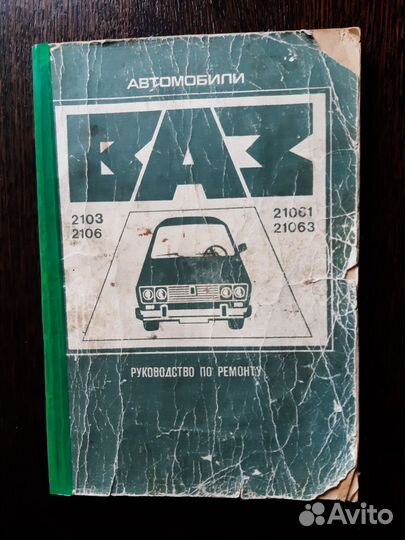 АВТОМОБИЛИ
ВАЗ
2103 21061
2106 21063
РУКОВОДСТВО ПО РЕМОНТУ
Avito